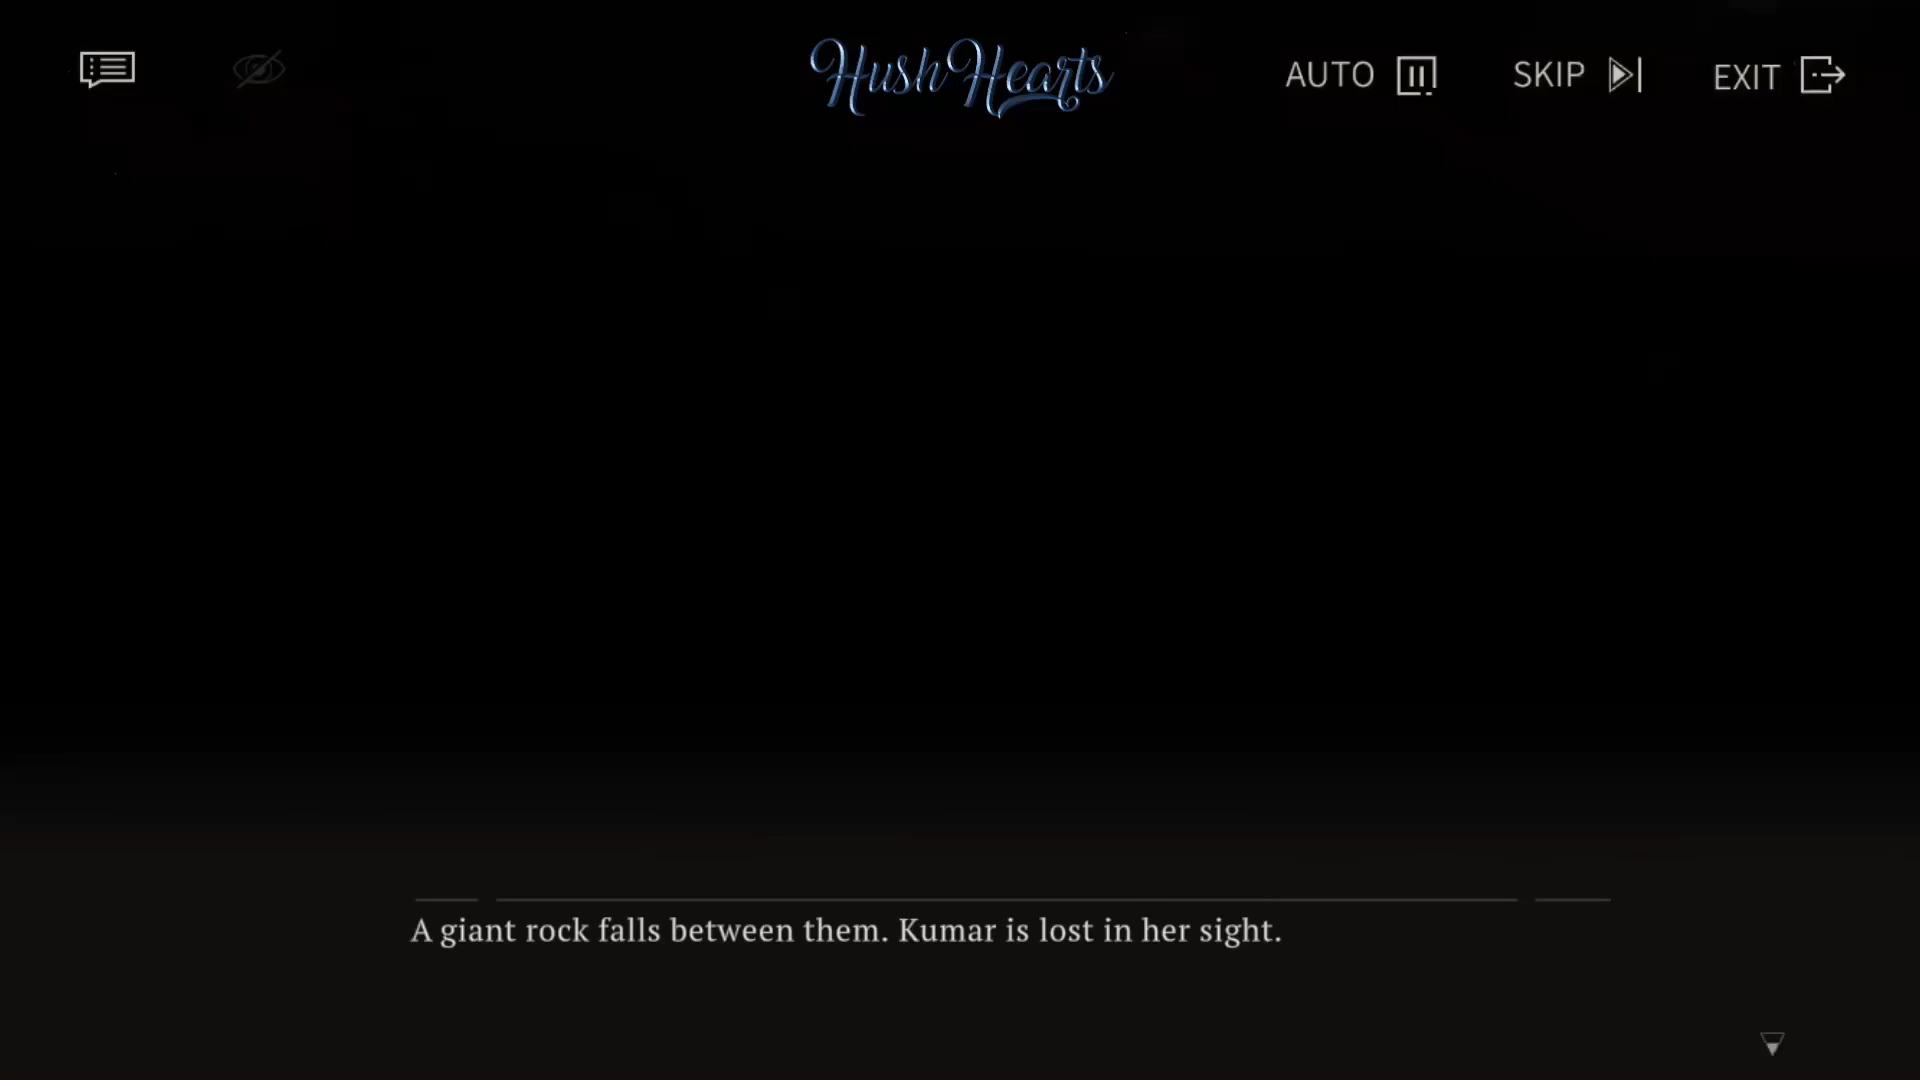 Hush Hearts
AUTO
SKIP
EXIT
A giant rock falls between them. Kumar is lost in her sight.